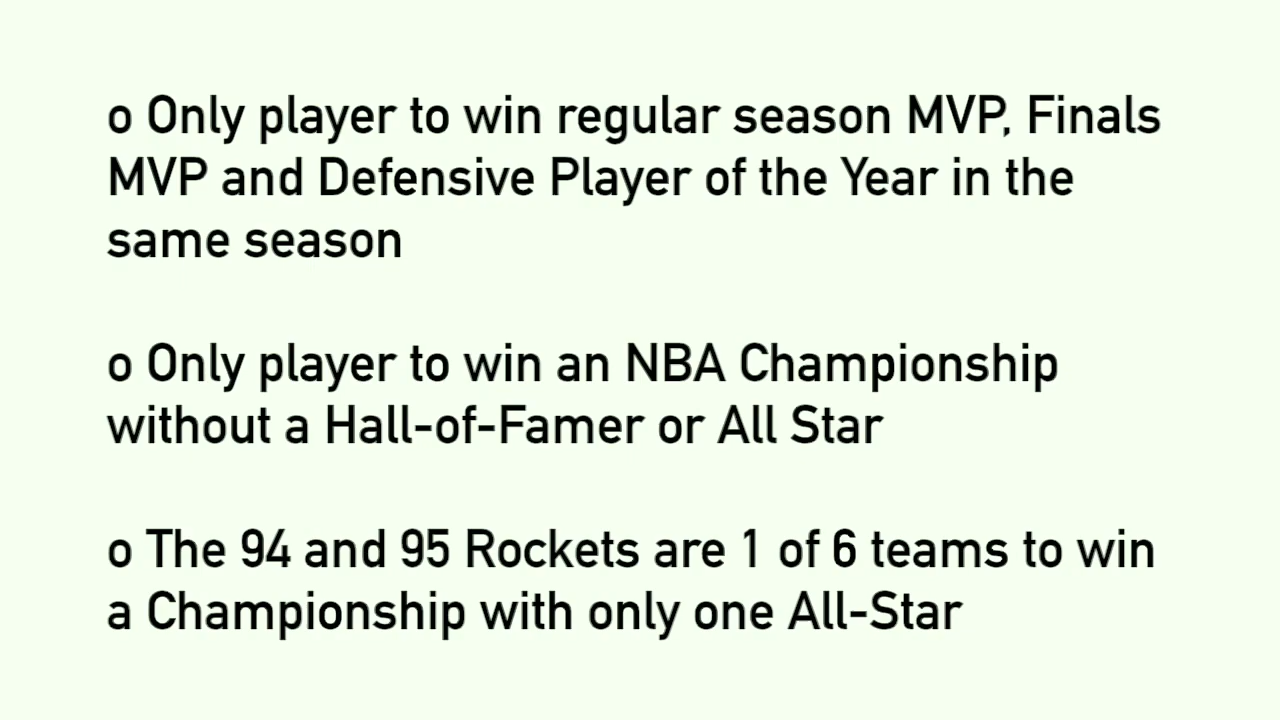 o Only player to win regular season MVP, Finals
MVP and Defensive Player of the Year in the
same season
o Only player to win an NBA Championship
without a Hall-of-Famer or All Star
o The 94 and 95 Rockets are 1 of 6 teams to win
a Championship with only one All-Star